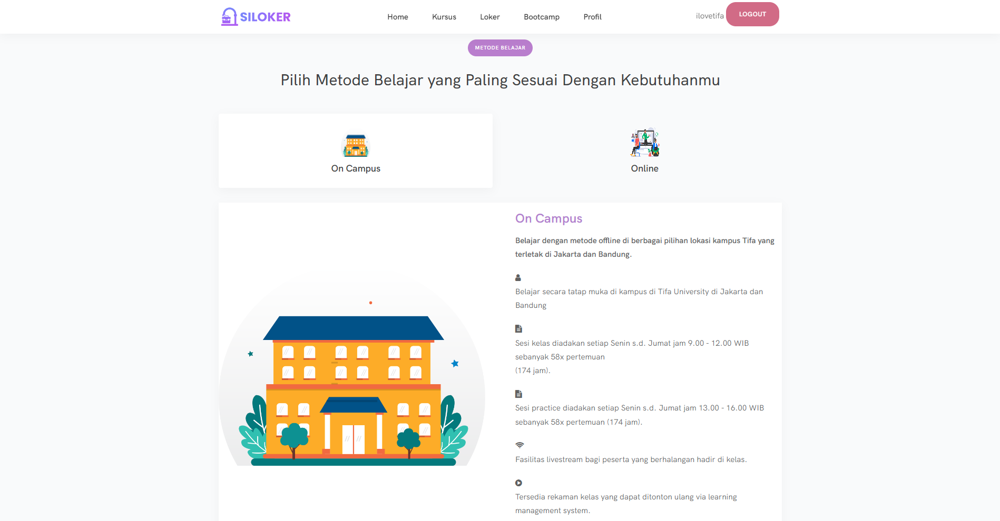 SILOKER
Home
Kursus
Loker
Bootcamp
Profil
ilovetifa
LOGOUT
METODE BELAJAR
Pilih Metode Belajar yang Paling Sesuai Dengan Kebutuhanmu
On Campus
Online
On Campus
Belajar dengan metode offline di berbagai pilihan lokasi kampus Tifa yang
terletak di Jakarta dan Bandung.
Belajar secara tatap muka di kampus di Tifa University di Jakarta dan
Bandung
Sesi kelas diadakan setiap Senin s.d. Jumat jam 9.00 - 12.00 WIB
sebanyak 58x pertemuan
(174 jam).
Sesi practice diadakan setiap Senin s.d. Jumat jam 13.00 - 16.00 WIB
sebanyak 58x pertemuan (174 jam).
Fasilitas livestream bagi peserta yang berhalangan hadir di kelas.
Tersedia rekaman kelas yang dapat ditonton ulang via learning
management system.